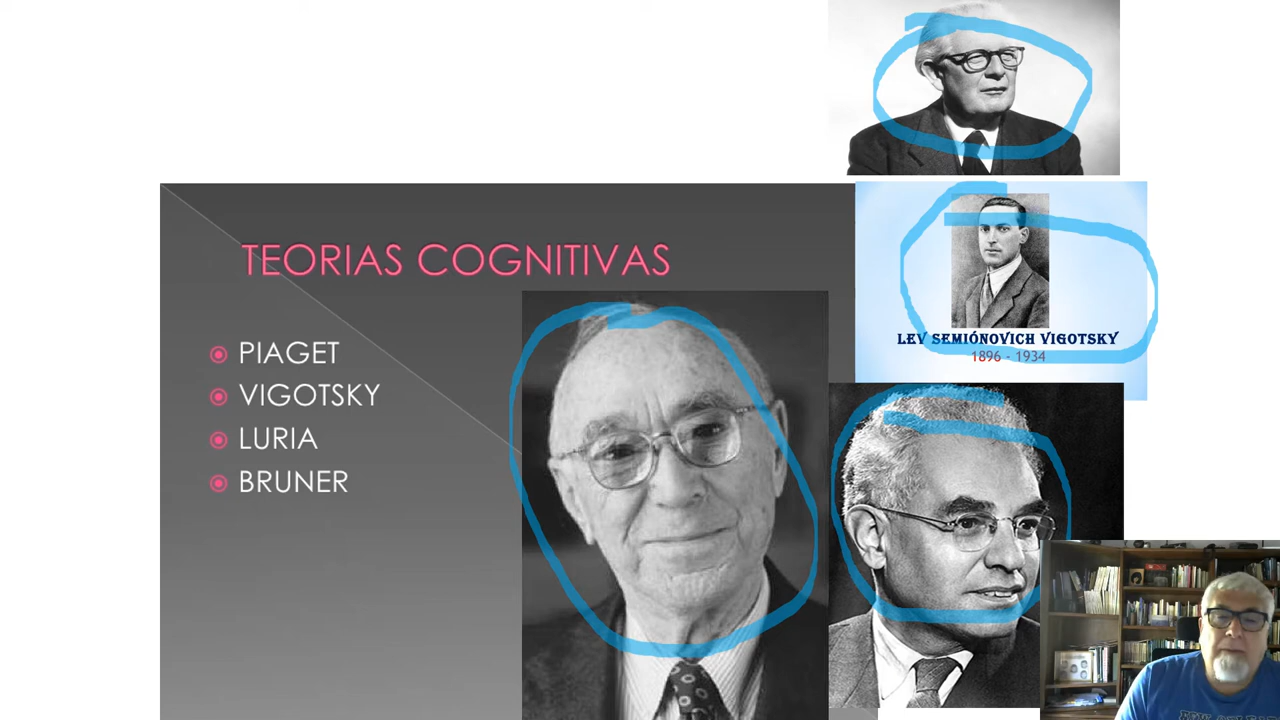 TEORIAS COGNITIVAS
PIAGET
VIGOTSKY
LURIA
BRUNER
LEV SEMIÓNOVICH VIGOTSKY
1896 - 1934